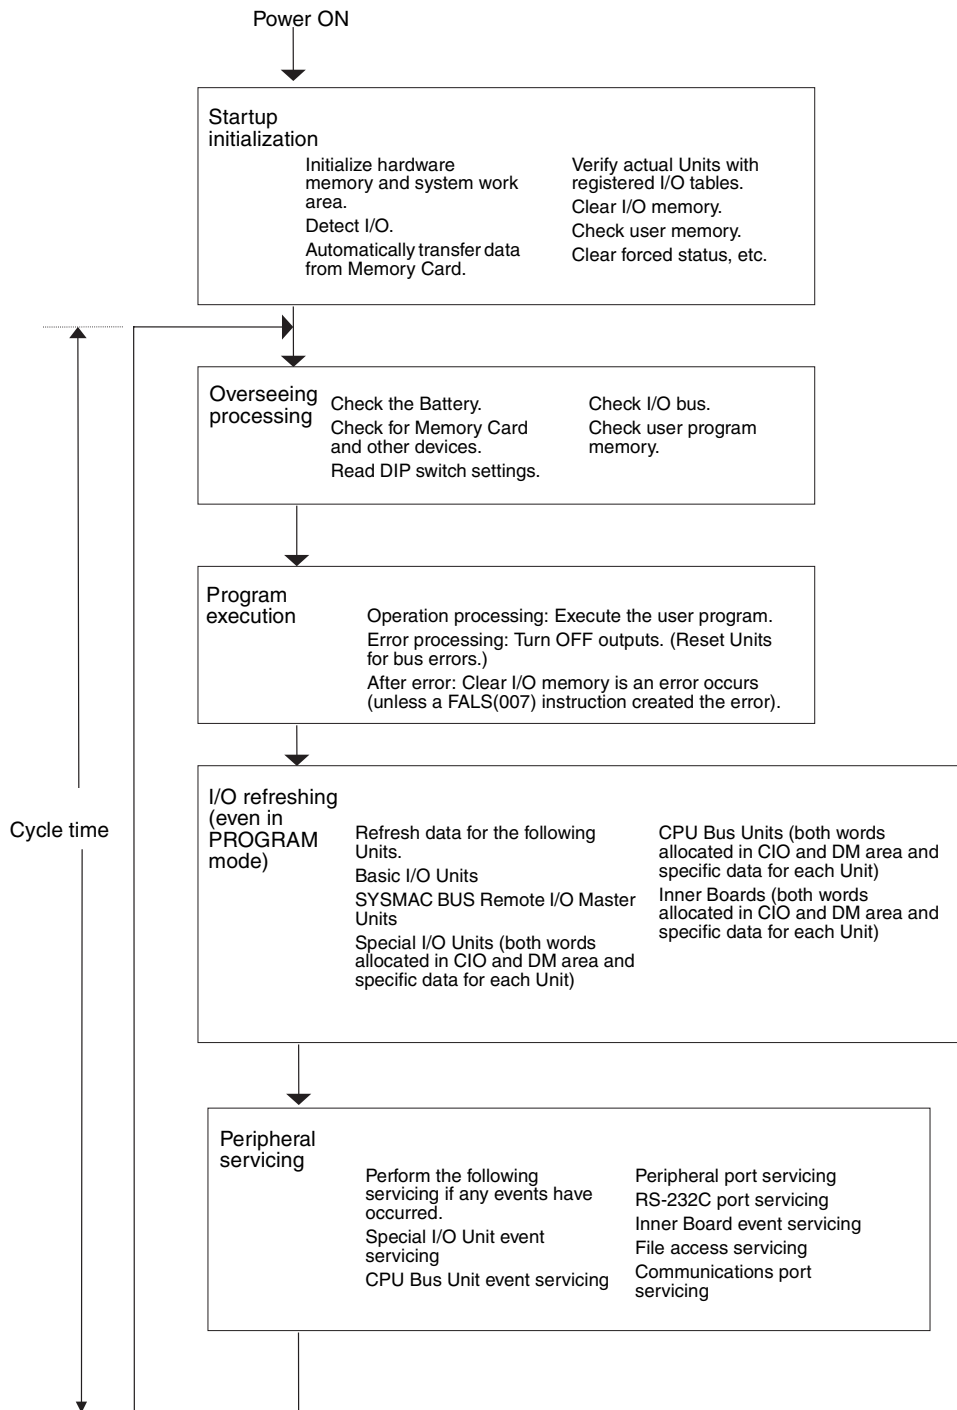 Power ON
Startup
initialization
Initialize hardware
memory and system work
area.
Detect I/O.
Automatically transfer data
from Memory Card.
Verify actual Units with
registered I/O tables.
Clear I/O memory.
Check user memory.
Clear forced status, etc.
Overseeing
processing
Check the Battery.
Check for Memory Card
and other devices.
Read DIP switch settings.
Check I/O bus.
Check user program
memory.
Program
execution
Operation processing: Execute the user program.
Error processing: Turn OFF outputs. (Reset Units
for bus errors.)
After error: Clear I/O memory is an error occurs
(unless a FALS(007) instruction created the error).
Cycle time
I/O refreshing
(even in
PROGRAM
mode)
Refresh data for the following
Units.
Basic I/O Units
SYSMAC BUS Remote I/O Master
Units
Special I/O Units (both words
allocated in CIO and DM area and
specific data for each Unit)
CPU Bus Units (both words
allocated in CIO and DM area and
specific data for each Unit)
Inner Boards (both words
allocated in CIO and DM area and
specific data for each Unit)
Peripheral
servicing
Perform the following
servicing if any events have
occurred.
Special I/O Unit event
servicing
CPU Bus Unit event servicing
Peripheral port servicing
RS-232C port servicing
Inner Board event servicing
File access servicing
Communications port
servicing